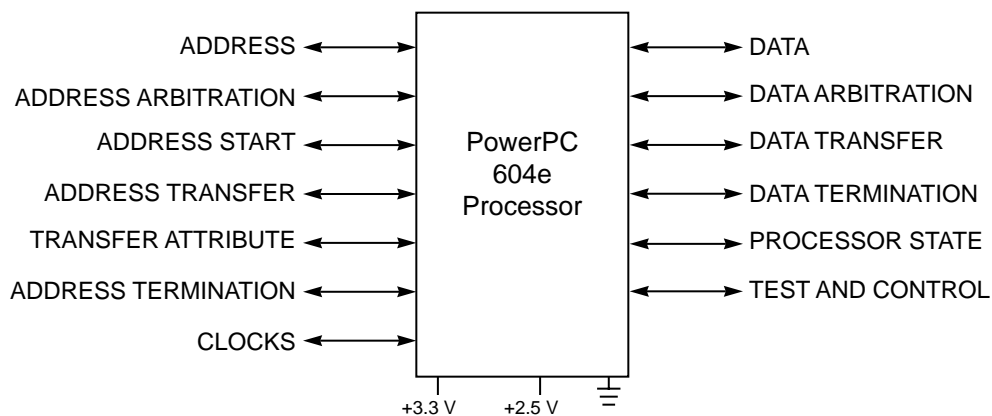 ADDRESS
ADDRESS ARBITRATION
ADDRESS START
ADDRESS TRANSFER
TRANSFER ATTRIBUTE
ADDRESS TERMINATION
CLOCKS
PowerPC
604e
Processor
DATA
DATA ARBITRATION
DATA TRANSFER
DATA TERMINATION
PROCESSOR STATE
TEST AND CONTROL
+3.3 V
+2.5 V